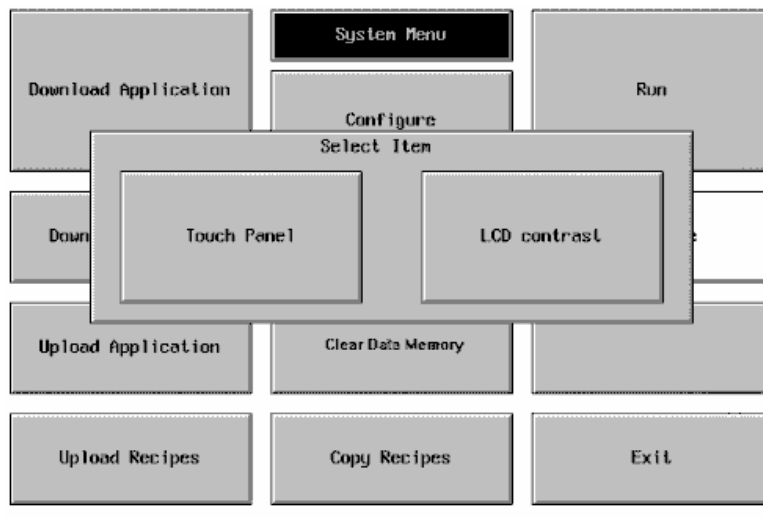 System Menu
Download Application
Run
Configure
Select Item
Down
Touch Panel
LCD contrast
e
Upload Application
Clear Data Memory
Upload Recipes
Copy Recipes
Exit